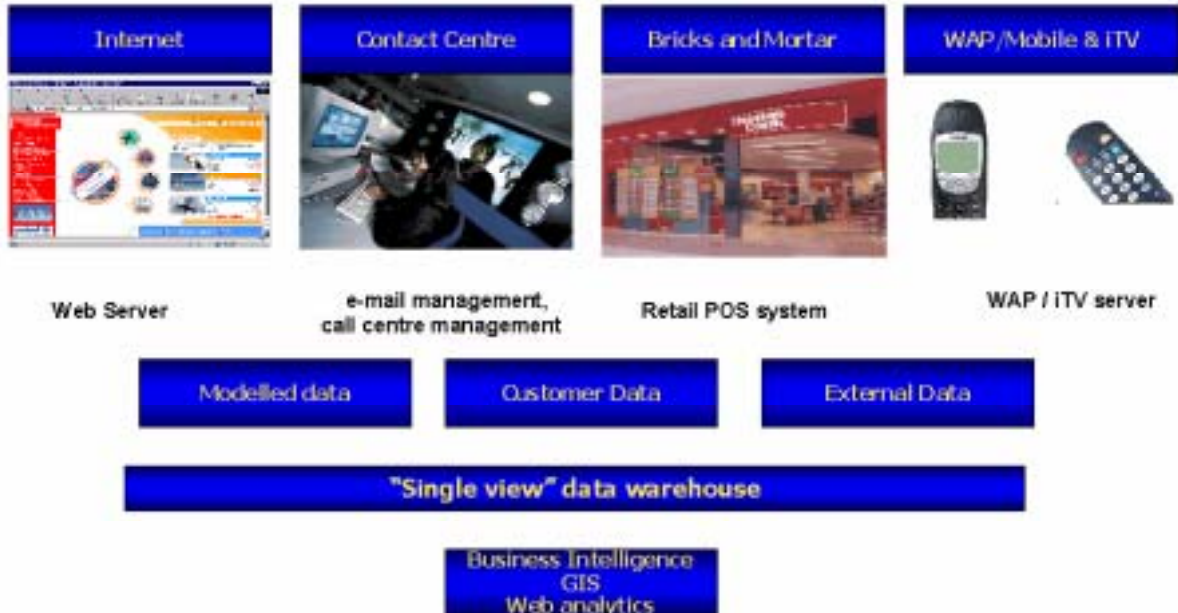 Internet
Contact Centre
Bricks and Mortar
WAP/Mobile & iTV
Web Server
e-mail management,
call centre management
Retail POS system
WAP / iTV server
Modelled data
Customer Data
External Data
"Single view" data warehouse
Business Intelligence
GIS
Web analytics